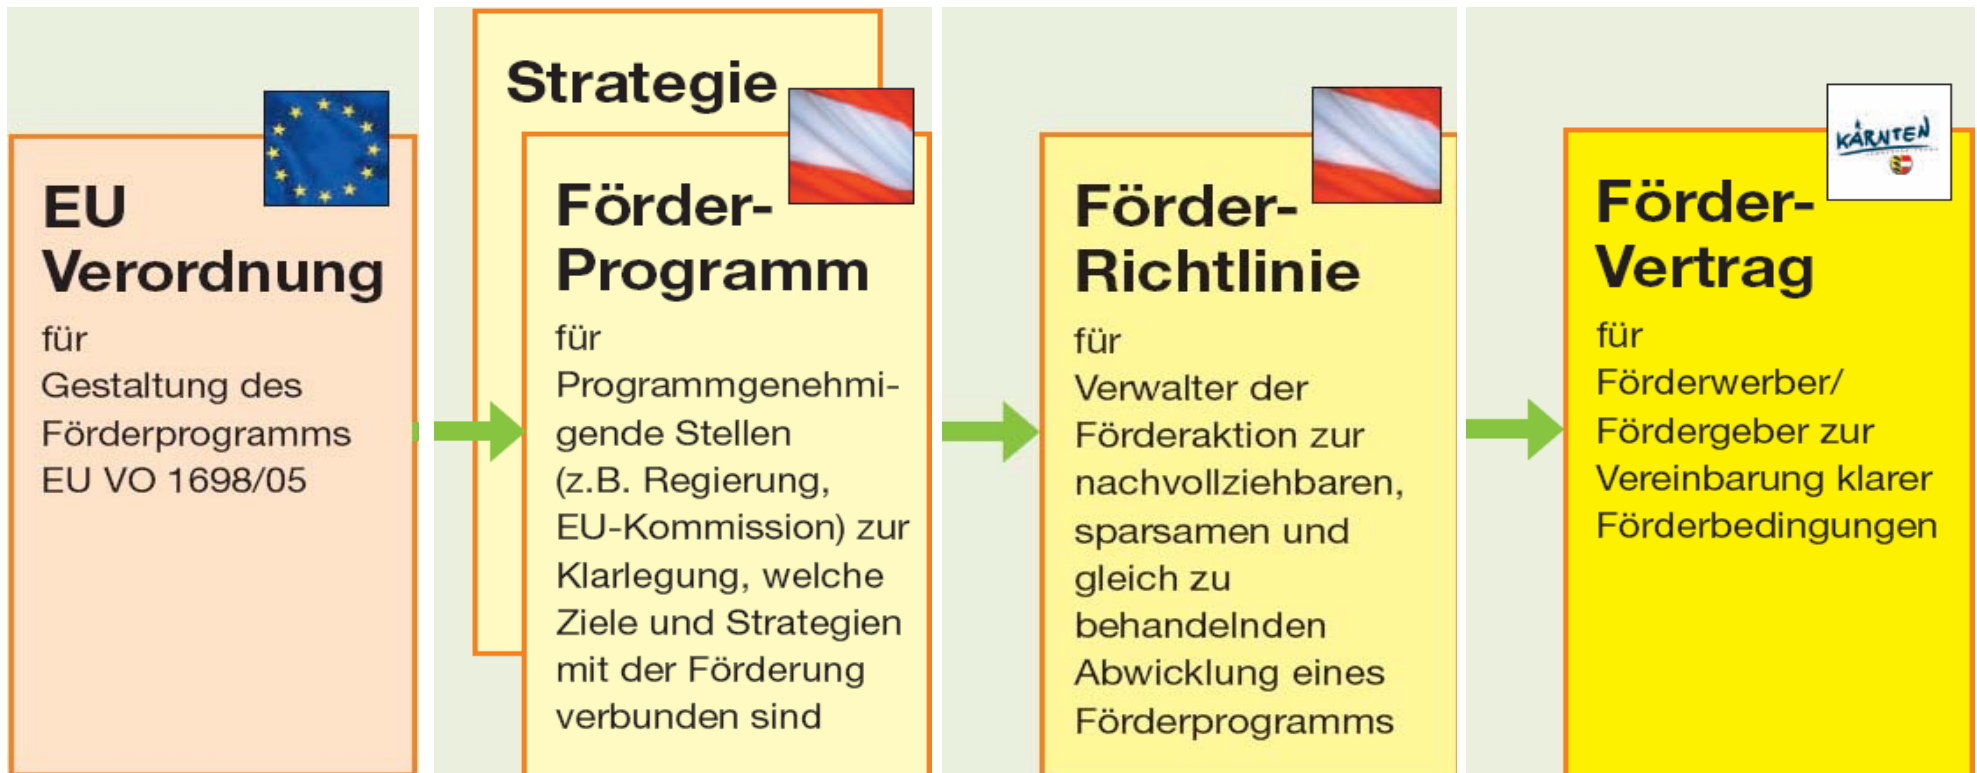 EU
Verordnung
für
Gestaltung des
Förderprogramms
EU VO 1698/05
Strategie
Förder-
Programm
für
Programmgenehmi-
gende Stellen
(z.B. Regierung,
EU-Kommission) zur
Klarlegung, welche
Ziele und Strategien
mit der Förderung
verbunden sind
Förder-
Richtlinie
für
Verwalter der
Förderaktion zur
nachvollziehbaren,
sparsamen und
gleich zu
behandelnden
Abwicklung eines
Förderprogramms
KÄRNTEN
Förder-
Vertrag
für
Förderwerber/
Fördergeber zur
Vereinbarung klarer
Förderbedingungen